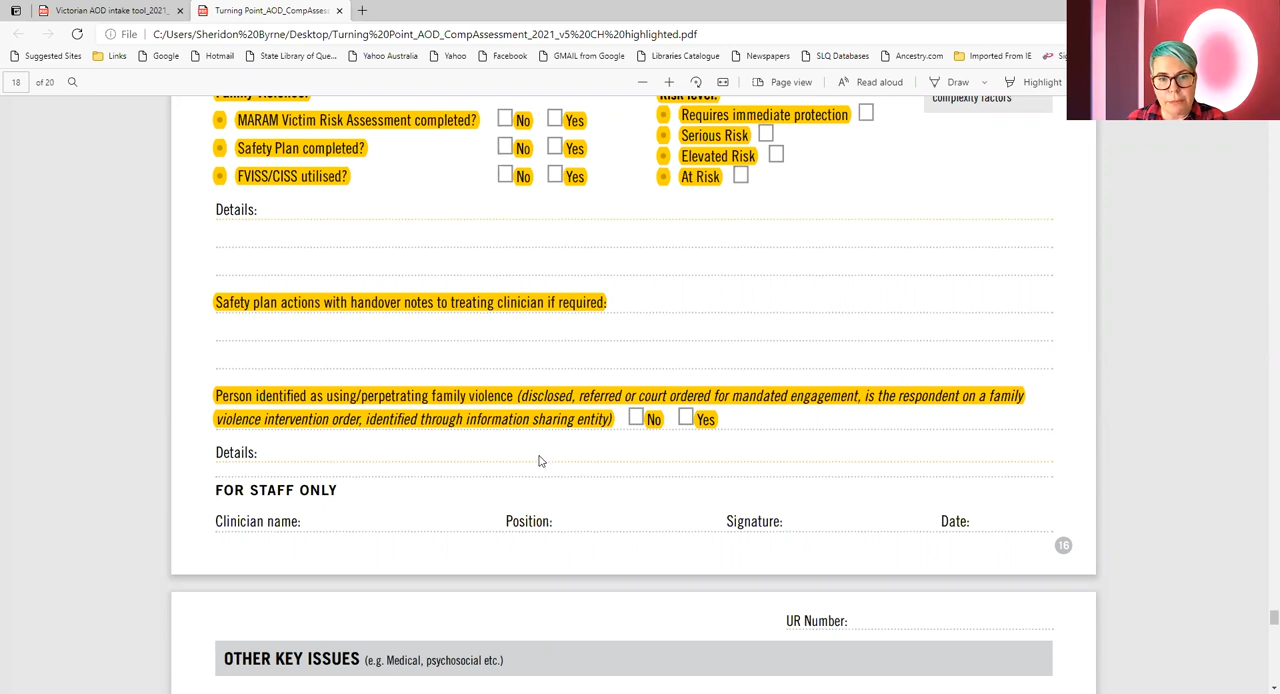 Victorian AOD intake tool_2021_
Turning Point_AOD_CompAssess
File C:/Users/Sheridon%20Byrne/Desktop/Turning%20Point_AOD_CompAssessment_2021_v5%20CH%20highlighted.pdf
Suggested Sites Links Google Hotmail State Library of Que... Yahoo Australia Yahoo Facebook GMAIL from Google Libraries Catalogue Newspapers SLQ Databases Ancestry.com Imported From IE Sig
18 of 20 Page view Read aloud Draw Highlight
Family Violence: Risk level:
complexity factors
MARAM Victim Risk Assessment completed? No Yes Requires immediate protection
Serious Risk
Safety Plan completed? No Yes Elevated Risk
FVISS/CISS utilised? No Yes At Risk
Details:
Safety plan actions with handover notes to treating clinician if required:
Person identified as using/perpetrating family violence (disclosed, referred or court ordered for mandated engagement, is the respondent on a family
violence intervention order, identified through information sharing entity) No Yes
Details:
FOR STAFF ONLY
Clinician name: Position: Signature: Date:
16
UR Number:
OTHER KEY ISSUES (e.g. Medical, psychosocial etc.)